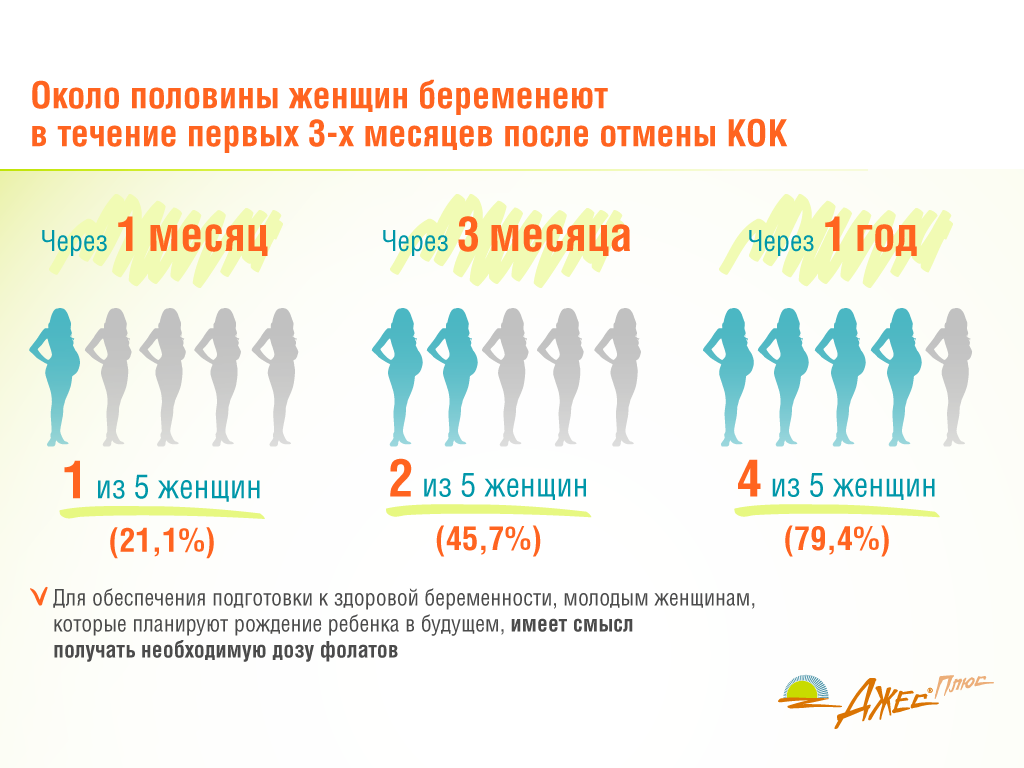 Около половины женщин беременеют
в течение первых 3-х месяцев после отмены КОК
Через 1 месяц
Через 3 месяца
Через 1 год
1 из 5 женщин
2 из 5 женщин
4 из 5 женщин
(21,1%)
(45,7%)
(79,4%)
Для обеспечения подготовки к здоровой беременности, молодым женщинам,
которые планируют рождение ребенка в будущем, имеет смысл
получать необходимую дозу фолатов
Джес® Плюс